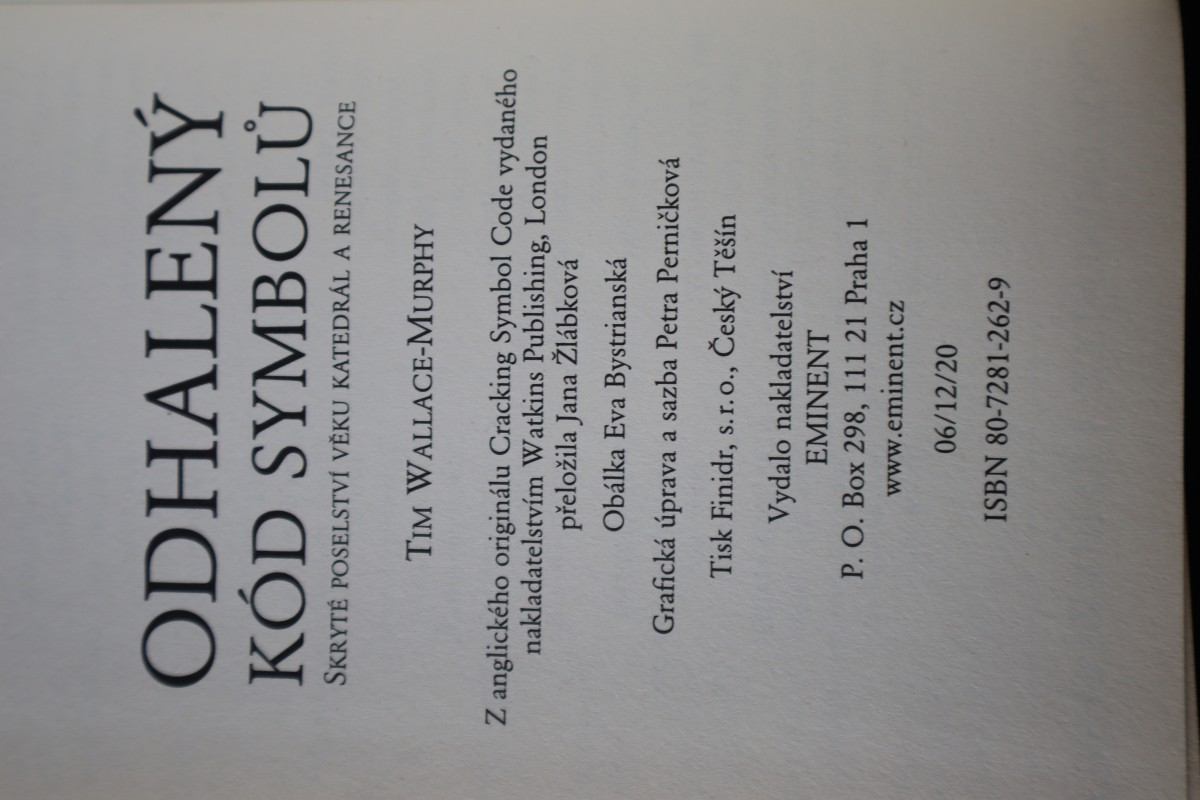 ODHALENÝ
KÓD SYMBOLŮ
SKRYTÉ POSELSTVÍ VĚKU KATEDRÁL A RENESANCE
TIM WALLACE-MURPHY
Z anglického originálu Cracking Symbol Code vydaného
nakladatelstvím Watkins Publishing, London
přeložila Jana Žlábková
Obálka Eva Bystrianská
Grafická úprava a sazba Petra Perničková
Tisk Finidr, s.r.o., Český Těšín
Vydalo nakladatelství
EMINENT
P. O. Box 298, 111 21 Praha 1
www.eminent.cz
06/12/20
ISBN 80-7281-262-9